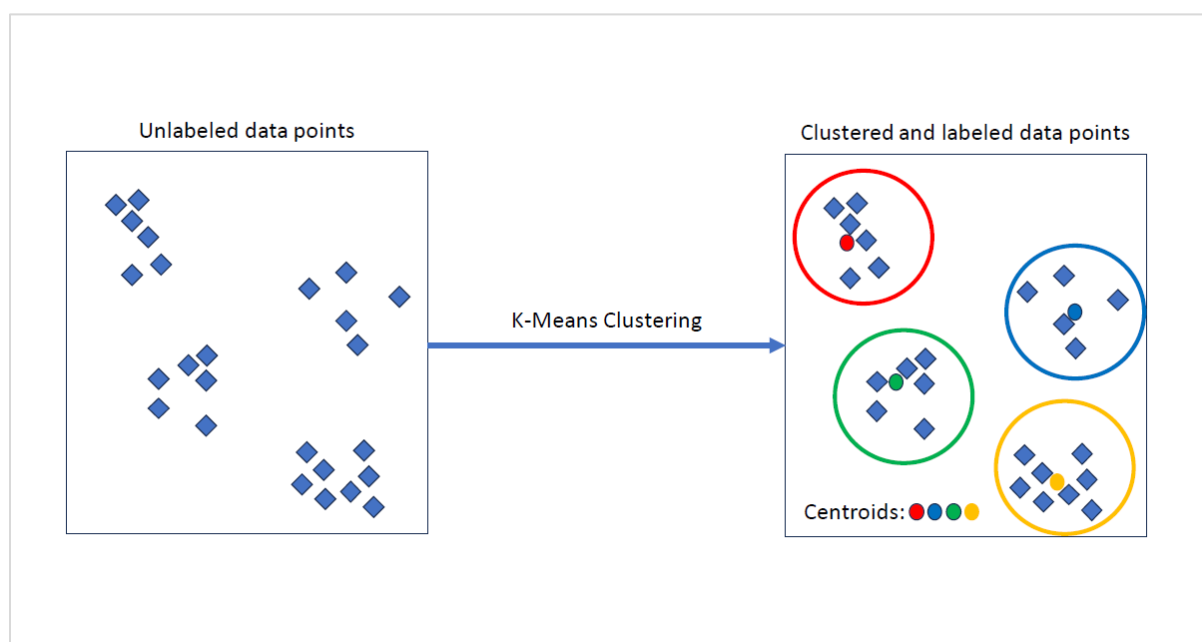 Unlabeled data points
Clustered and labeled data points
K-Means Clustering
Centroids: